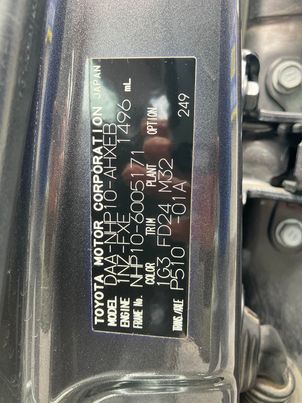 TOYOTA MOTOR CORPORATION JAPAN
MODEL DAA-NHP10-AHXEB
ENGINE 1NZ-FXE 1496 mL
FRAME No. NHP10-6005171
COLOR TRIM PLANT OPTION
1G3 FD24 M32 249
TRANS./AXLE P510 -01A